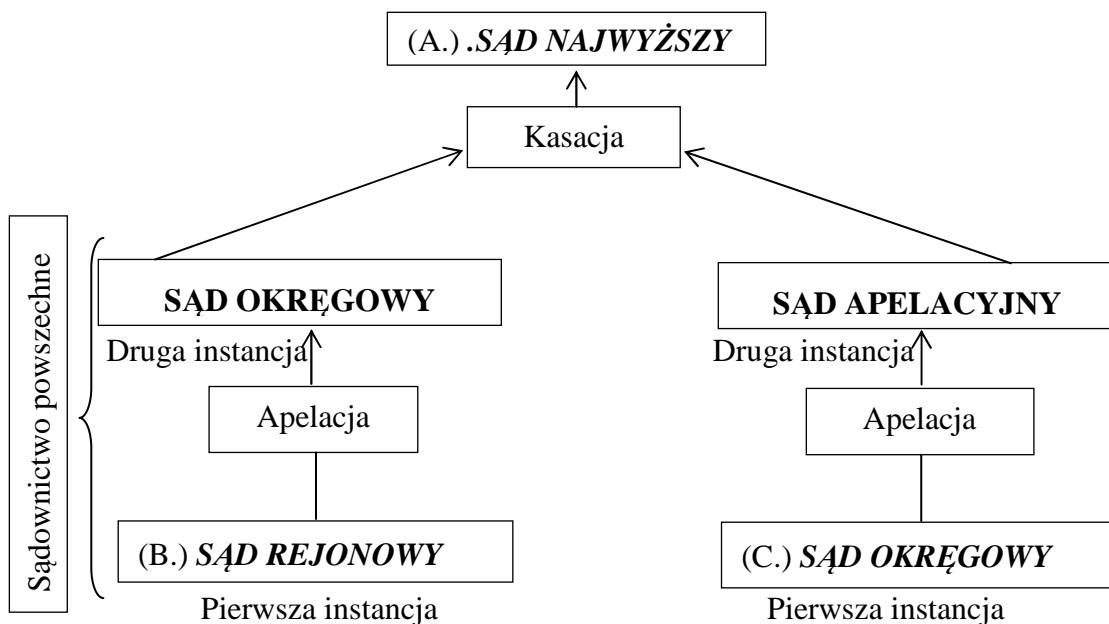 (A.) .SĄD NAJWYŻSZY
Kasacja
Sądownictwo powszechne
SĄD OKRĘGOWY
SĄD APELACYJNY
Druga instancja
Druga instancja
Apelacja
Apelacja
(B.) SĄD REJONOWY
(C.) SĄD OKRĘGOWY
Pierwsza instancja
Pierwsza instancja